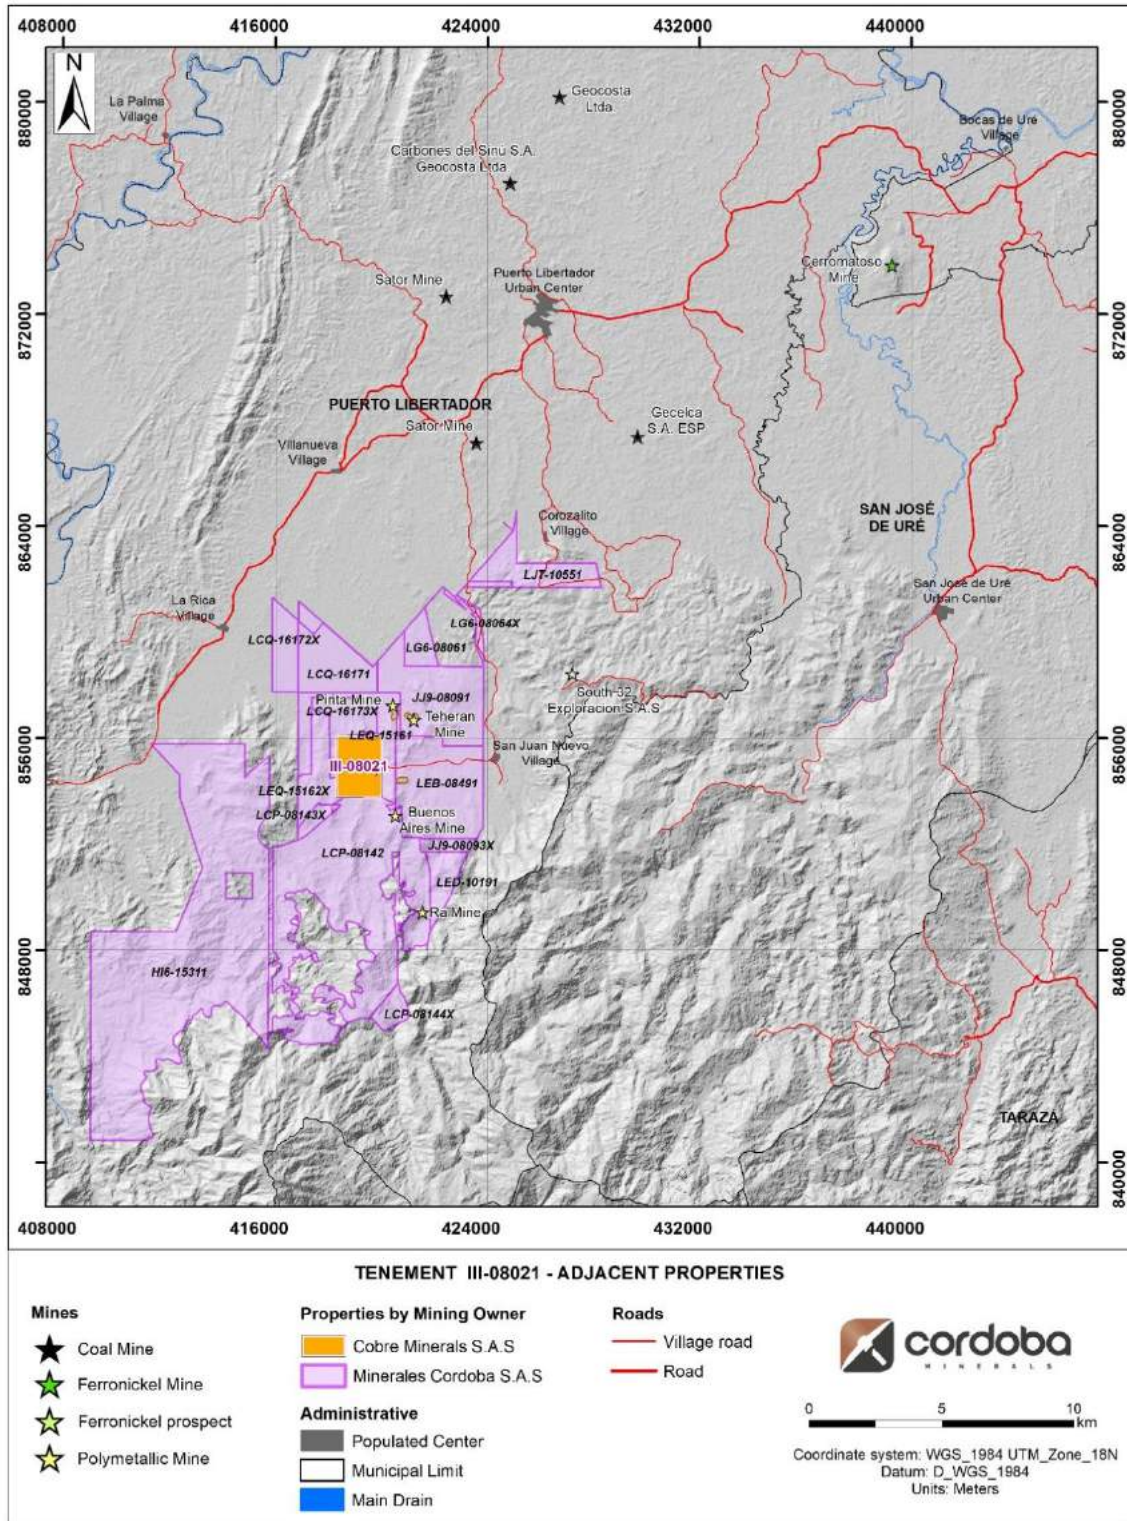 408000 416000 424000 432000 440000
N
880000
880000
La Palma
Village
Geocosta
Ltda.
Bocas de Uré
Village
Carbones del Sinú S.A.
Geocosta Ltda
Cerromatoso
Mine
Puerto Libertador
Urban Center
Sator Mine
872000
872000
PUERTO LIBERTADOR
Sator Mine
Gecelca
S.A. ESP
Villanueva
Village
SAN JOSÉ
DE URÉ
864000
864000
Corozalito
Village
LJT-10551
San José de Uré
Urban Center
La Rica
Village
LG6-08064X
LCQ-16172X
LG6-08061
LCQ-16171
South 32
Exploracion S.A.S
JJ9-08091
Pinta Mine
LCQ-16173X
Teheran
Mine
LEQ-15161
San Juan Nuevo
Village
856000
856000
III-08021
LEB-08491
LEQ-15162X
LCP-08143X
Buenos
Aires Mine
JJ9-08093X
LCP-08142
LED-10191
Ra Mine
848000
848000
HI6-15311
LCP-08144X
TARAZÁ
840000
408000 416000 424000 432000 440000
TENEMENT III-08021 - ADJACENT PROPERTIES
Mines
Coal Mine
Ferronickel Mine
Ferronickel prospect
Polymetallic Mine
Properties by Mining Owner
Cobre Minerals S.A.S
Minerales Cordoba S.A.S
Administrative
Populated Center
Municipal Limit
Main Drain
Roads
Village road
Road
cordoba
MINERALS
0 5 10
km
Coordinate system: WGS_1984 UTM_Zone_18N
Datum: D_WGS_1984
Units: Meters